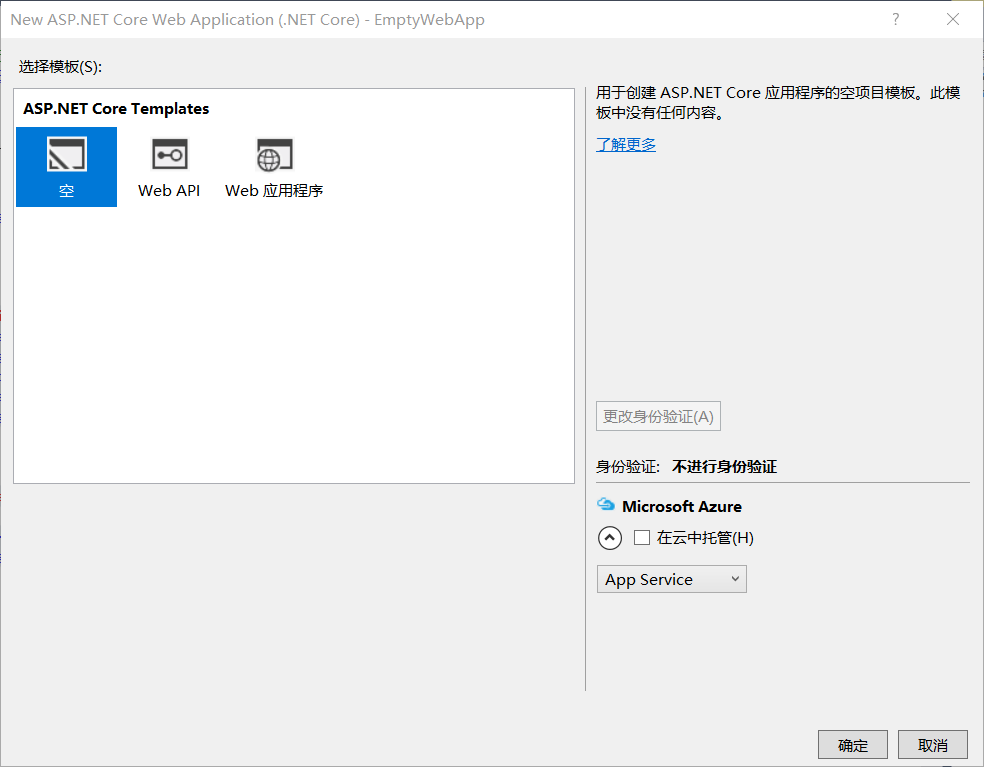 New ASP.NET Core Web Application (.NET Core) - EmptyWebApp
?
选择模板(S):
ASP.NET Core Templates
空
Web API
Web 应用程序
用于创建 ASP.NET Core 应用程序的空项目模板。此模
板中没有任何内容。
了解更多
更改身份验证(A)
身份验证: 不进行身份验证
Microsoft Azure
在云中托管(H)
App Service
确定
取消